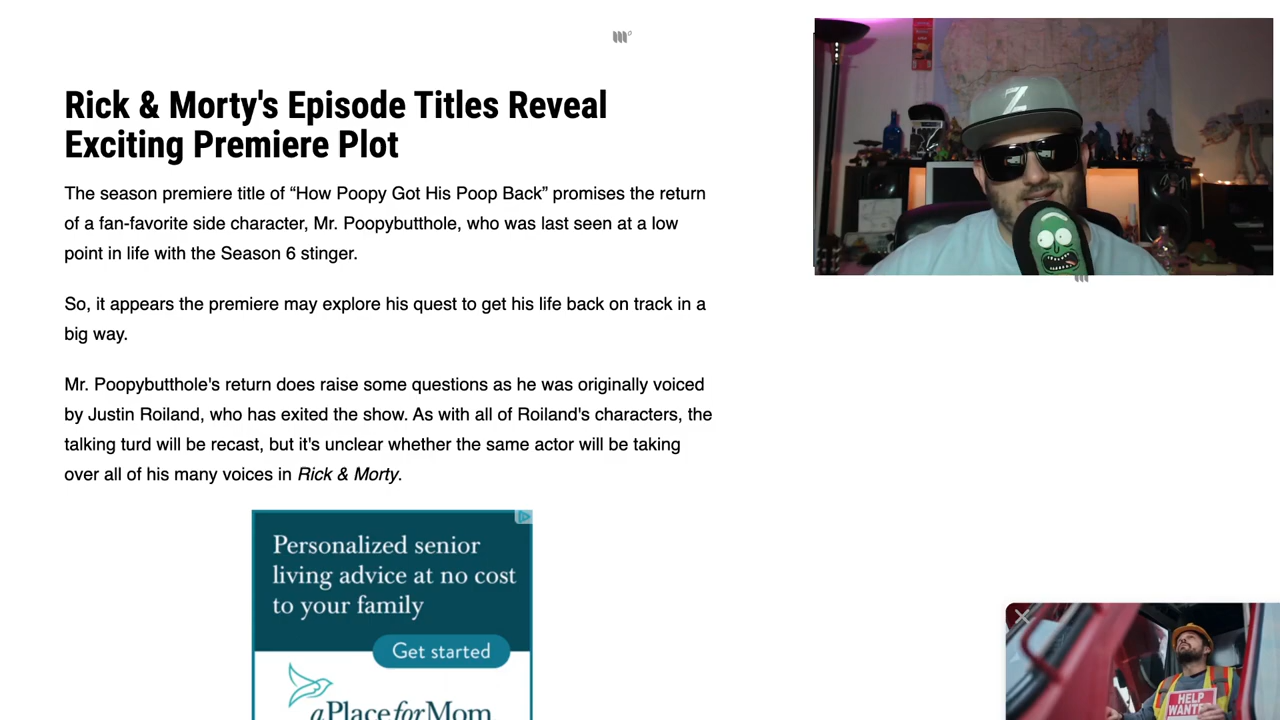 Rick & Morty's Episode Titles Reveal
Exciting Premiere Plot
The season premiere title of “How Poopy Got His Poop Back” promises the return
of a fan-favorite side character, Mr. Poopybutthole, who was last seen at a low
point in life with the Season 6 stinger.
So, it appears the premiere may explore his quest to get his life back on track in a
big way.
Mr. Poopybutthole's return does raise some questions as he was originally voiced
by Justin Roiland, who has exited the show. As with all of Roiland's characters, the
talking turd will be recast, but it's unclear whether the same actor will be taking
over all of his many voices in Rick & Morty.
Personalized senior
living advice at no cost
to your family
Get started
aPlaceforMom
Z
HELP
WANTED